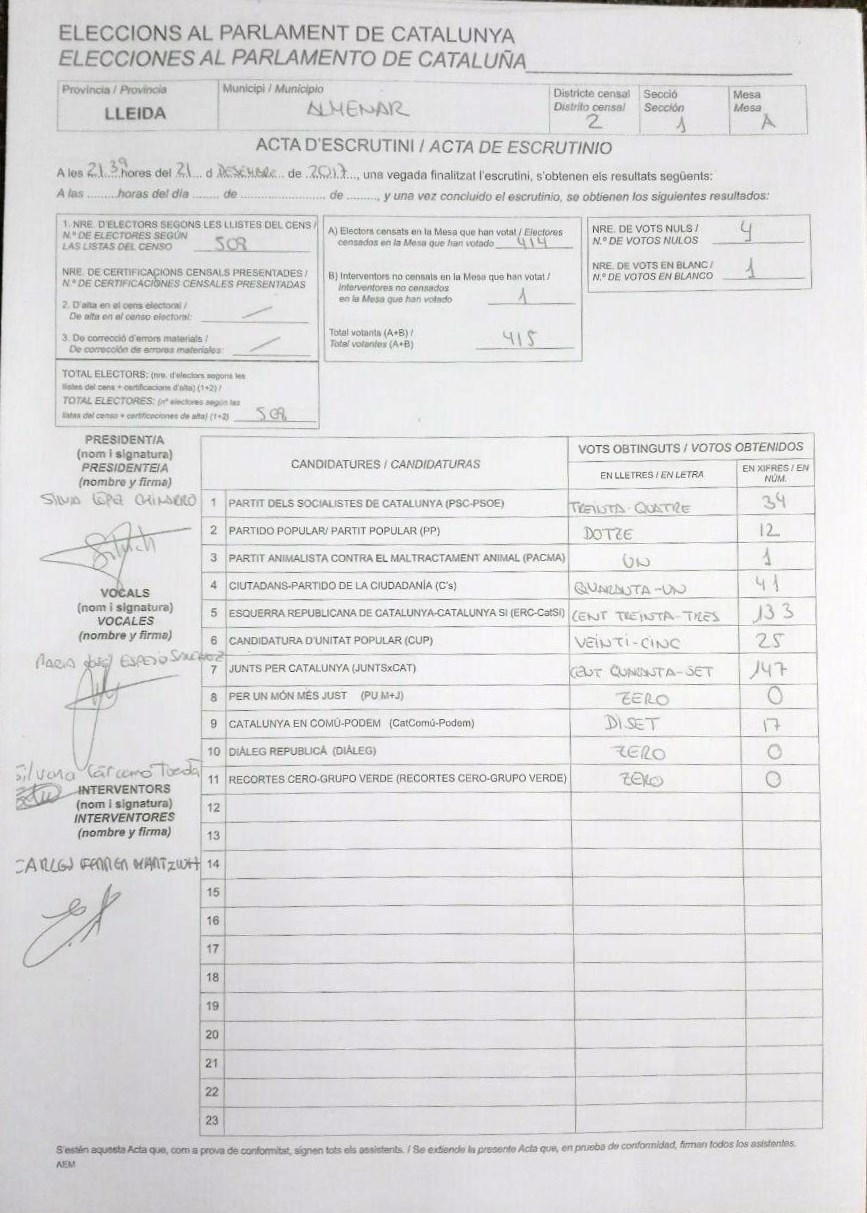 ELECCIONS AL PARLAMENT DE CATALUNYA
ELECCIONES AL PARLAMENTO DE CATALUÑA
Província / Provincia
LLEIDA
Municipi / Municipio
ALMENAR
Districte censal
Distrito censal
2
Secció
Sección
1
Mesa
Mesa
A
ACTA D'ESCRUTINI / ACTA DE ESCRUTINIO
A les 21.39 hores del 21 d DESEMBRE de 2017, una vegada finalitzat l'escrutini, s'obtenen els resultats següents:
A las ........horas del día ...... de .................... de ........., y una vez concluido el escrutinio, se obtienen los siguientes resultados:
1. NRE. D'ELECTORS SEGONS LES LLISTES DEL CENS /
N.º DE ELECTORES SEGÚN
LAS LISTAS DEL CENSO 508
NRE. DE CERTIFICACIONS CENSALS PRESENTADES /
N.º DE CERTIFICACIONES CENSALES PRESENTADAS
2. D'alta en el cens electoral /
De alta en el censo electoral: /
3. De correcció d'errors materials /
De corrección de errores materiales: /
TOTAL ELECTORS: (nre. d'electors segons les
llistes del cens + certificacions d'alta) (1+2) /
TOTAL ELECTORES: (nº electores según las
listas del censo + certificaciones de alta) (1+2) 508
A) Electors censats en la Mesa que han votat / Electores
censados en la Mesa que han votado 414
B) Interventors no censats en la Mesa que han votat /
Interventores no censados
en la Mesa que han votado 1
Total votants (A+B) /
Total votantes (A+B) 415
NRE. DE VOTS NULS /
N.º DE VOTOS NULOS 4
NRE. DE VOTS EN BLANC /
N.º DE VOTOS EN BLANCO 1
PRESIDENT/A
(nom i signatura)
PRESIDENTE/A
(nombre y firma)
SILVIA LOPEZ CHINARRO
VOCALS
(nom i signatura)
VOCALES
(nombre y firma)
MARIA JOSE ESPEJO SANCHEZ
Silvana Cárcamo
INTERVENTORS
(nom i signatura)
INTERVENTORES
(nombre y firma)
CARLES
CANDIDATURES / CANDIDATURAS
VOTS OBTINGUTS / VOTOS OBTENIDOS
EN LLETRES / EN LETRA
EN XIFRES / EN NÚM.
1 PARTIT DELS SOCIALISTES DE CATALUNYA (PSC-PSOE) TREINTA-QUATRE 34
2 PARTIDO POPULAR/ PARTIT POPULAR (PP) DOTZE 12
3 PARTIT ANIMALISTA CONTRA EL MALTRACTAMENT ANIMAL (PACMA) UN 1
4 CIUTADANS-PARTIDO DE LA CIUDADANÍA (C's) QUARANTA-UN 41
5 ESQUERRA REPUBLICANA DE CATALUNYA-CATALUNYA SÍ (ERC-CatSÍ) CENT TREINTA-TRES 133
6 CANDIDATURA D'UNITAT POPULAR (CUP) VEINTI-CINC 25
7 JUNTS PER CATALUNYA (JUNTSxCAT) CENT QUARANTA-SET 147
8 PER UN MÓN MÉS JUST (PU M+J) ZERO 0
9 CATALUNYA EN COMÚ-PODEM (CatComú-Podem) DISET 17
10 DIÀLEG REPUBLICÀ (DIÀLEG) ZERO 0
11 RECORTES CERO-GRUPO VERDE (RECORTES CERO-GRUPO VERDE) ZERO 0
12
13
14
15
16
17
18
19
20
21
22
23
S'estén aquesta Acta que, com a prova de conformitat, signen tots els assistents. / Se extiende la presente Acta que, en prueba de conformidad, firman todos los asistentes.
AEM